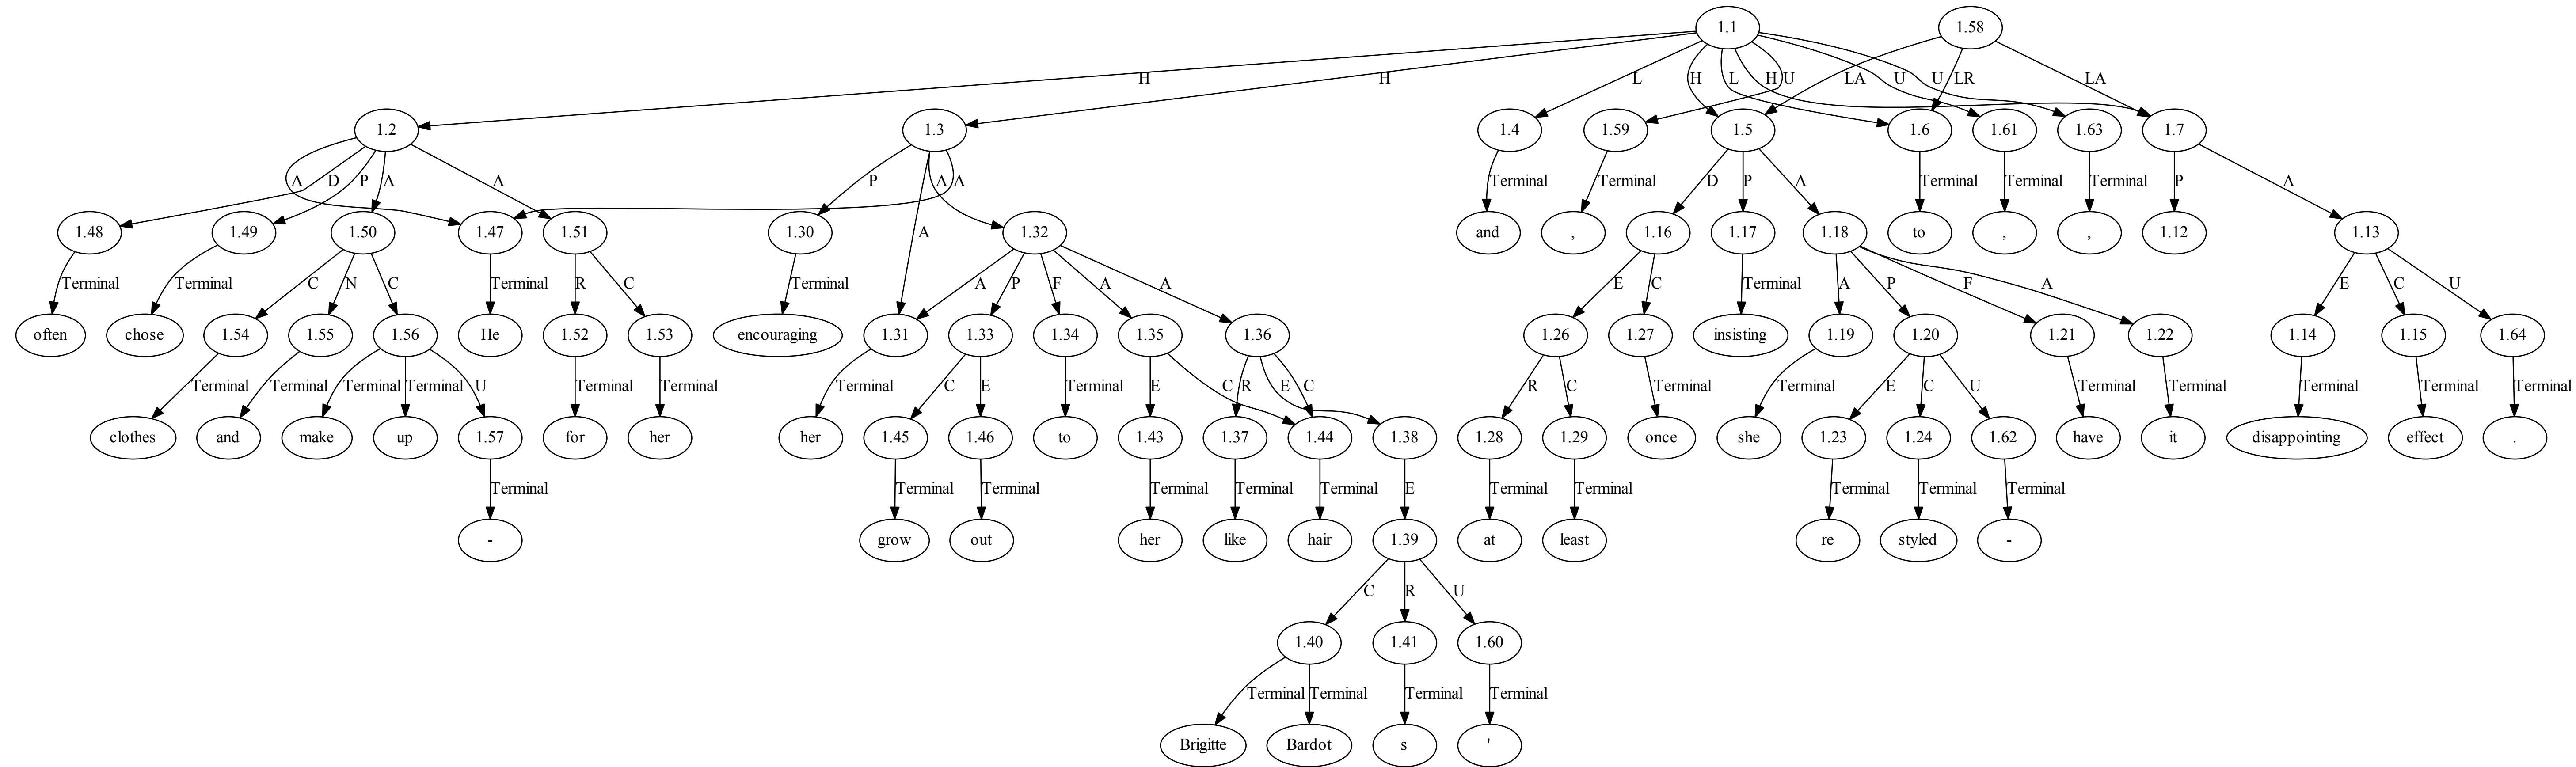 1.1 1.58
H H L H L H U U U LA LR LA
1.2 1.3 1.4 1.59 1.5 1.6 1.61 1.63 1.7
A D P A A P A A A Terminal Terminal D P A Terminal Terminal Terminal P A
1.48 1.49 1.50 1.47 1.51 1.30 1.32 and , 1.16 1.17 1.18 to , , 1.12 1.13
Terminal Terminal C N C Terminal R C Terminal A P F A A E C Terminal A P F A E C U
often chose 1.54 1.55 1.56 He 1.52 1.53 encouraging 1.31 1.33 1.34 1.35 1.36 1.26 1.27 insisting 1.19 1.20 1.21 1.22 1.14 1.15 1.64
Terminal Terminal Terminal Terminal U Terminal Terminal Terminal C E Terminal E C R E C R C Terminal Terminal E C U Terminal Terminal Terminal Terminal Terminal
clothes and make up 1.57 for her her 1.45 1.46 to 1.43 1.37 1.44 1.38 1.28 1.29 once she 1.23 1.24 1.62 have it disappointing effect .
Terminal Terminal Terminal Terminal Terminal Terminal E Terminal Terminal Terminal Terminal Terminal
- grow out her like hair 1.39 at least re styled -
C R U
1.40 1.41 1.60
Terminal Terminal Terminal Terminal
Brigitte Bardot s '